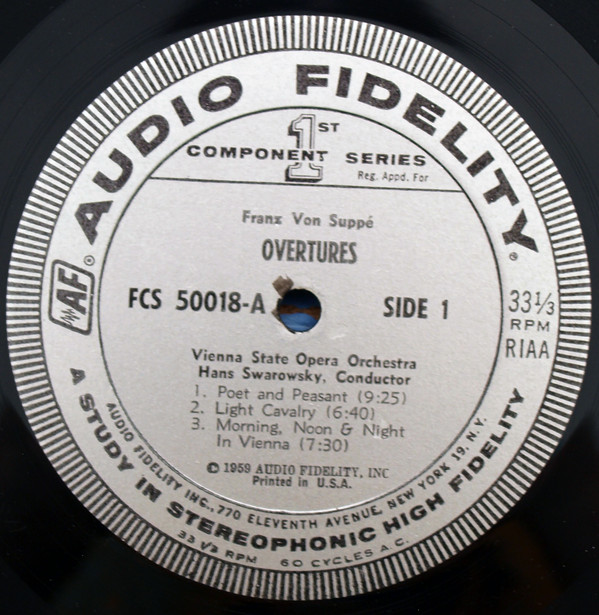 AUDIO FIDELITY®
1ST
COMPONENT SERIES
Reg. Appd. For
Franz Von Suppé
OVERTURES
AF®
FCS 50018-A
SIDE 1
33⅓
RPM
RIAA
Vienna State Opera Orchestra
Hans Swarowsky, Conductor
1. Poet and Peasant (9:25)
2. Light Cavalry (6:40)
3. Morning, Noon & Night
In Vienna (7:30)
© 1959 AUDIO FIDELITY, INC
Printed in U.S.A.
AUDIO FIDELITY INC., 770 ELEVENTH AVENUE, NEW YORK 19, N.Y.
A STUDY IN STEREOPHONIC HIGH FIDELITY
33⅓ RPM 60 CYCLES A.C.